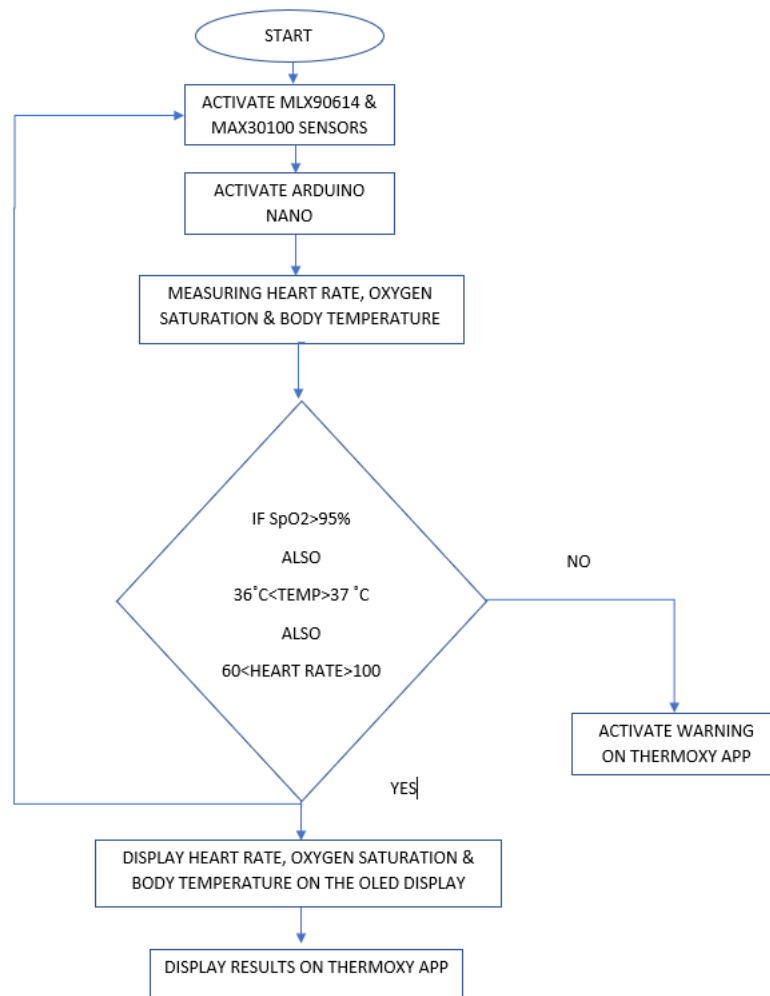 START
ACTIVATE MLX90614 &
MAX30100 SENSORS
ACTIVATE ARDUINO
NANO
MEASURING HEART RATE, OXYGEN
SATURATION & BODY TEMPERATURE
IF SpO2>95%
ALSO
36˚C<TEMP>37 ˚C
ALSO
60<HEART RATE>100
NO
ACTIVATE WARNING
ON THERMOXY APP
YES
DISPLAY HEART RATE, OXYGEN SATURATION &
BODY TEMPERATURE ON THE OLED DISPLAY
DISPLAY RESULTS ON THERMOXY APP